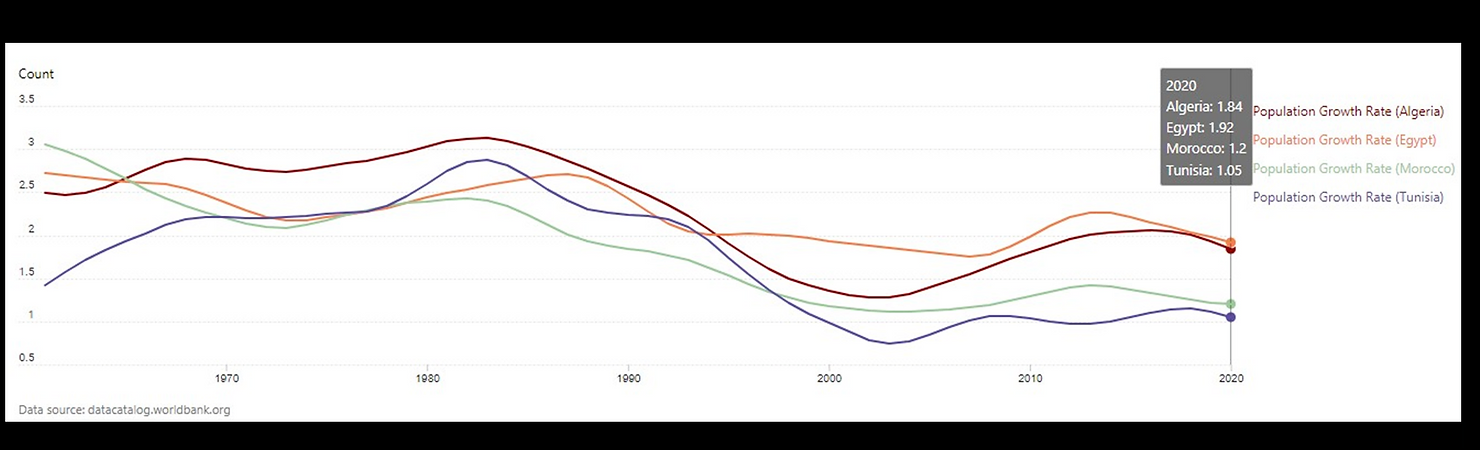 Count
3.5
3
2.5
2
1.5
1
0.5
1970
1980
1990
2000
2010
2020
2020
Algeria: 1.84
Egypt: 1.92
Morocco: 1.2
Tunisia: 1.05
Population Growth Rate (Algeria)
Population Growth Rate (Egypt)
Population Growth Rate (Morocco)
Population Growth Rate (Tunisia)
Data source: datacatalog.worldbank.org